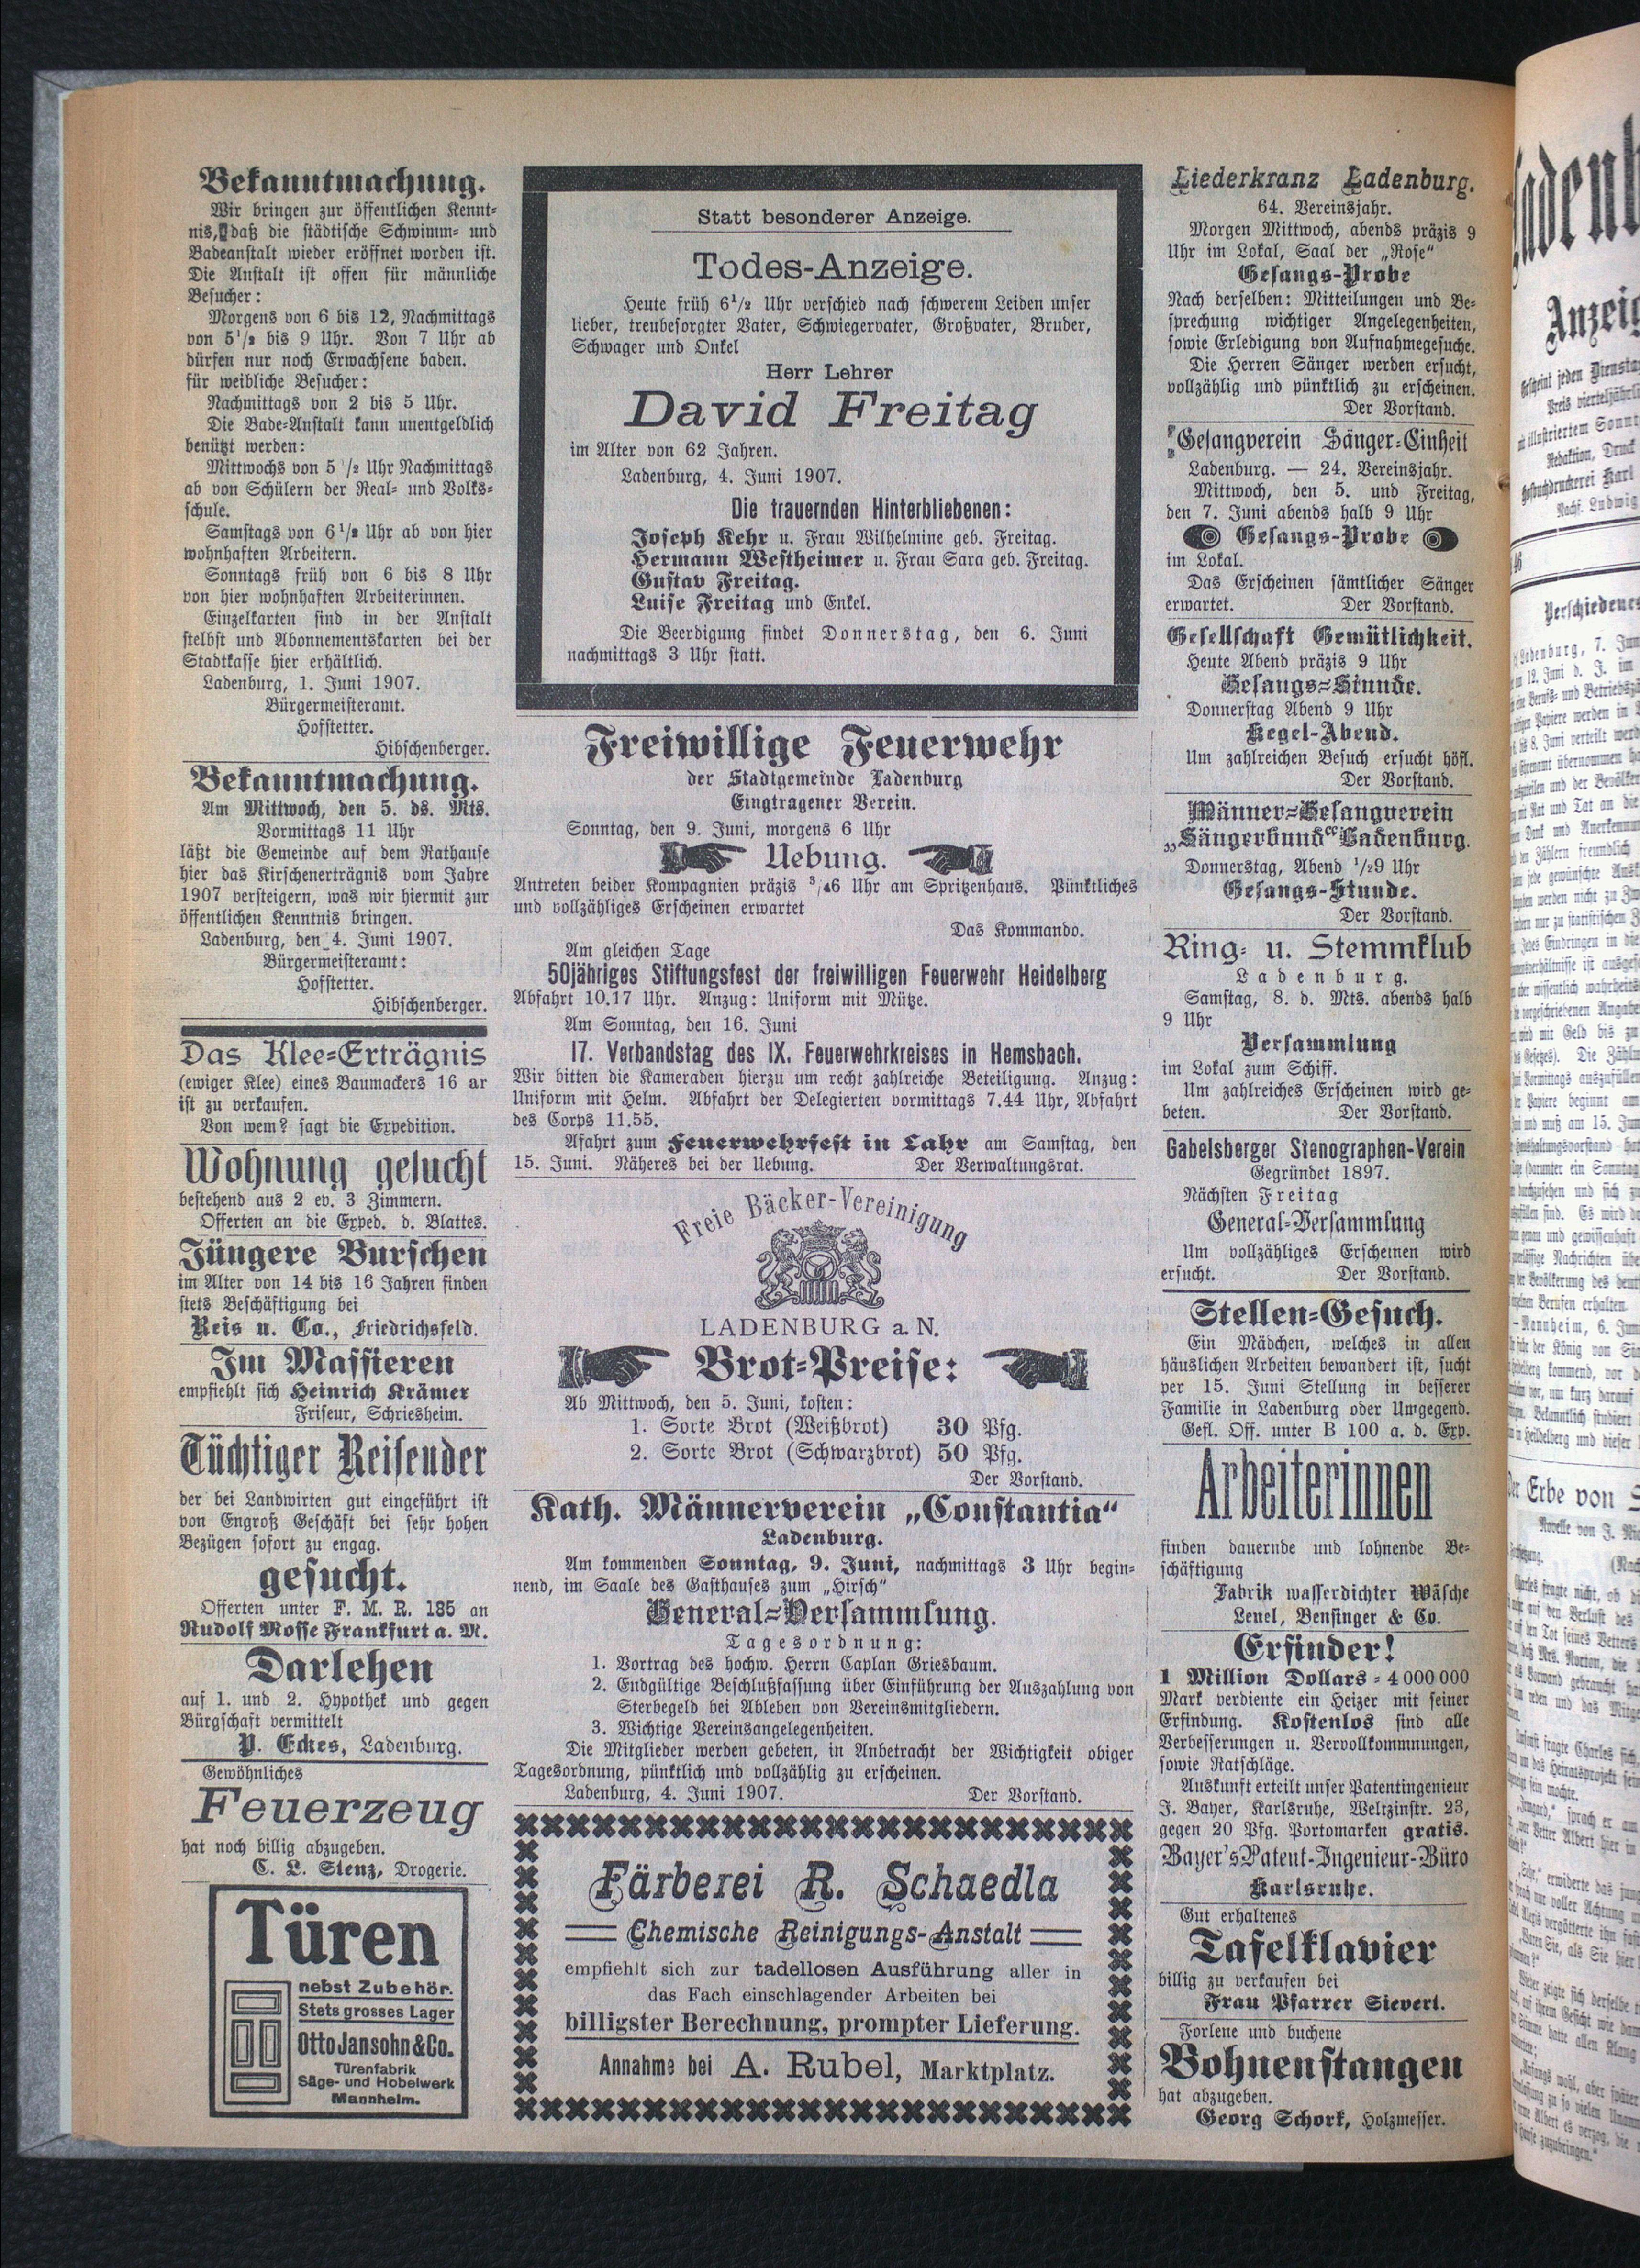 Bekanntmachung.
Wir bringen zur öffentlichen Kennt-
nis, daß die städtische Schwimm- und
Badeanstalt wieder eröffnet worden ist.
Die Anstalt ist offen für männliche
Besucher:
Morgens von 6 bis 12, Nachmittags
von 5½ bis 9 Uhr. Von 7 Uhr ab
dürfen nur noch Erwachsene baden.
für weibliche Besucher:
Nachmittags von 2 bis 5 Uhr.
Die Bade-Anstalt kann unentgeldlich
benützt werden:
Mittwochs von 5 ½ Uhr Nachmittags
ab von Schülern der Real- und Volks-
schule.
Samstags von 6½ Uhr ab von hier
wohnhaften Arbeitern.
Sonntags früh von 6 bis 8 Uhr
von hier wohnhaften Arbeiterinnen.
Einzelkarten sind in der Anstalt
stelbst und Abonnementskarten bei der
Stadtkasse hier erhältlich.
Ladenburg, 1. Juni 1907.
Bürgermeisteramt.
Hofstetter.
Hibschenberger.
Bekanntmachung.
Am Mittwoch, den 5. ds. Mts.
Vormittags 11 Uhr
läßt die Gemeinde auf dem Rathause
hier das Kirschenerträgnis vom Jahre
1907 versteigern, was wir hiermit zur
öffentlichen Kenntnis bringen.
Ladenburg, den 4. Juni 1907.
Bürgermeisteramt:
Hofstetter.
Hibschenberger.
Das Klee-Erträgnis
(ewiger Klee) eines Baumackers 16 ar
ist zu verkaufen.
Von wem? sagt die Expedition.
Wohnung gesucht
bestehend aus 2 ev. 3 Zimmern.
Offerten an die Exped. d. Blattes.
Jüngere Burschen
im Alter von 14 bis 16 Jahren finden
stets Beschäftigung bei
Reis u. Co., Friedrichsfeld.
Im Massieren
empfiehlt sich Heinrich Krämer
Friseur, Schriesheim.
Tüchtiger Reisender
der bei Landwirten gut eingeführt ist
von Engroß Geschäft bei sehr hohen
Bezügen sofort zu engag.
gesucht.
Offerten unter F. M. R. 185 an
Rudolf Mosse Frankfurt a. M.
Darlehen
auf 1. und 2. Hypothek und gegen
Bürgschaft vermittelt
P. Eckes, Ladenburg.
Gewöhnliches
Feuerzeug
hat noch billig abzugeben.
C. L. Stenz, Drogerie.
Türen
nebst Zubehör.
Stets grosses Lager
Otto Jansohn & Co.
Türenfabrik
Säge- und Hobelwerk
Mannheim.
Statt besonderer Anzeige.
Todes-Anzeige.
Heute früh 6½ Uhr verschied nach schwerem Leiden unser
lieber, treubesorgter Vater, Schwiegervater, Großvater, Bruder,
Schwager und Onkel
Herr Lehrer
David Freitag
im Alter von 62 Jahren.
Ladenburg, 4. Juni 1907.
Die trauernden Hinterbliebenen:
Joseph Kehr u. Frau Wilhelmine geb. Freitag.
Hermann Westheimer u. Frau Sara geb. Freitag.
Gustav Freitag.
Luise Freitag und Enkel.
Die Beerdigung findet Donnerstag, den 6. Juni
nachmittags 3 Uhr statt.
Freiwillige Feuerwehr
der Stadtgemeinde Ladenburg
Eingtragener Verein.
Sonntag, den 9. Juni, morgens 6 Uhr
Uebung.
Antreten beider Kompagnien präzis ¾6 Uhr am Spritzenhaus. Pünktliches
und vollzähliges Erscheinen erwartet
Das Kommando.
Am gleichen Tage
50jähriges Stiftungsfest der freiwilligen Feuerwehr Heidelberg
Abfahrt 10.17 Uhr. Anzug: Uniform mit Mütze.
Am Sonntag, den 16. Juni
17. Verbandstag des IX. Feuerwehrkreises in Hemsbach.
Wir bitten die Kameraden hierzu um recht zahlreiche Beteiligung. Anzug:
Uniform mit Helm. Abfahrt der Delegierten vormittags 7.44 Uhr, Abfahrt
des Corps 11.55.
Afahrt zum Feuerwehrfest in Lahr am Samstag, den
15. Juni. Näheres bei der Uebung. Der Verwaltungsrat.
Freie Bäcker-Vereinigung
LADENBURG a. N.
Brot-Preise:
Ab Mittwoch, den 5. Juni, kosten:
1. Sorte Brot (Weißbrot) 30 Pfg.
2. Sorte Brot (Schwarzbrot) 50 Pfg.
Der Vorstand.
Kath. Männerverein „Constantia“
Ladenburg.
Am kommenden Sonntag, 9. Juni, nachmittags 3 Uhr begin-
nend, im Saale des Gasthauses zum „Hirsch“
General-Versammlung.
Tagesordnung:
1. Vortrag des hochw. Herrn Caplan Griesbaum.
2. Endgültige Beschlußfassung über Einführung der Auszahlung von
Sterbegeld bei Ableben von Vereinsmitgliedern.
3. Wichtige Vereinsangelegenheiten.
Die Mitglieder werden gebeten, in Anbetracht der Wichtigkeit obiger
Tagesordnung, pünktlich und vollzählig zu erscheinen.
Ladenburg, 4. Juni 1907. Der Vorstand.
Färberei R. Schaedla
Chemische Reinigungs-Anstalt
empfiehlt sich zur tadellosen Ausführung aller in
das Fach einschlagender Arbeiten bei
billigster Berechnung, prompter Lieferung.
Annahme bei A. Rubel, Marktplatz.
Liederkranz Ladenburg.
64. Vereinsjahr.
Morgen Mittwoch, abends präzis 9
Uhr im Lokal, Saal der „Rose“
Gesangs-Probe
Nach derselben: Mitteilungen und Be-
sprechung wichtiger Angelegenheiten,
sowie Erledigung von Aufnahmegesuche.
Die Herren Sänger werden ersucht,
vollzählig und pünktlich zu erscheinen.
Der Vorstand.
Gesangverein Sänger-Einheit
Ladenburg. — 24. Vereinsjahr.
Mittwoch, den 5. und Freitag,
den 7. Juni abends halb 9 Uhr
Gesangs-Probe
im Lokal.
Das Erscheinen sämtlicher Sänger
erwartet. Der Vorstand.
Gesellschaft Gemütlichkeit.
Heute Abend präzis 9 Uhr
Gesangs-Stunde.
Donnerstag Abend 9 Uhr
Kegel-Abend.
Um zahlreichen Besuch ersucht höfl.
Der Vorstand.
Männer-Gesangverein
„Sängerbund“ Ladenburg.
Donnerstag, Abend ½9 Uhr
Gesangs-Stunde.
Der Vorstand.
Ring- u. Stemmklub
Ladenburg.
Samstag, 8. d. Mts. abends halb
9 Uhr
Versammlung
im Lokal zum Schiff.
Um zahlreiches Erscheinen wird ge-
beten. Der Vorstand.
Gabelsberger Stenographen-Verein
Gegründet 1897.
Nächsten Freitag
General-Versammlung
Um vollzähliges Erscheinen wird
ersucht. Der Vorstand.
Stellen-Gesuch.
Ein Mädchen, welches in allen
häuslichen Arbeiten bewandert ist, sucht
per 15. Juni Stellung in besserer
Familie in Ladenburg oder Umgegend.
Gefl. Off. unter B 100 a. d. Exp.
Arbeiterinnen
finden dauernde und lohnende Be-
schäftigung
Fabrik wasserdichter Wäsche
Lenel, Bensinger & Co.
Erfinder!
1 Million Dollars = 4 000 000
Mark verdiente ein Heizer mit seiner
Erfindung. Kostenlos sind alle
Verbesserungen u. Vervollkommnungen,
sowie Ratschläge.
Auskunft erteilt unser Patentingenieur
J. Bayer, Karlsruhe, Weltzinstr. 23,
gegen 20 Pfg. Portomarken gratis.
Bayer's Patent-Ingenieur-Büro
Karlsruhe.
Gut erhaltenes
Tafelklavier
billig zu verkaufen bei
Frau Pfarrer Sievert.
Forlene und buchene
Bohnenstangen
hat abzugeben.
Georg Schork, Holzmesser.